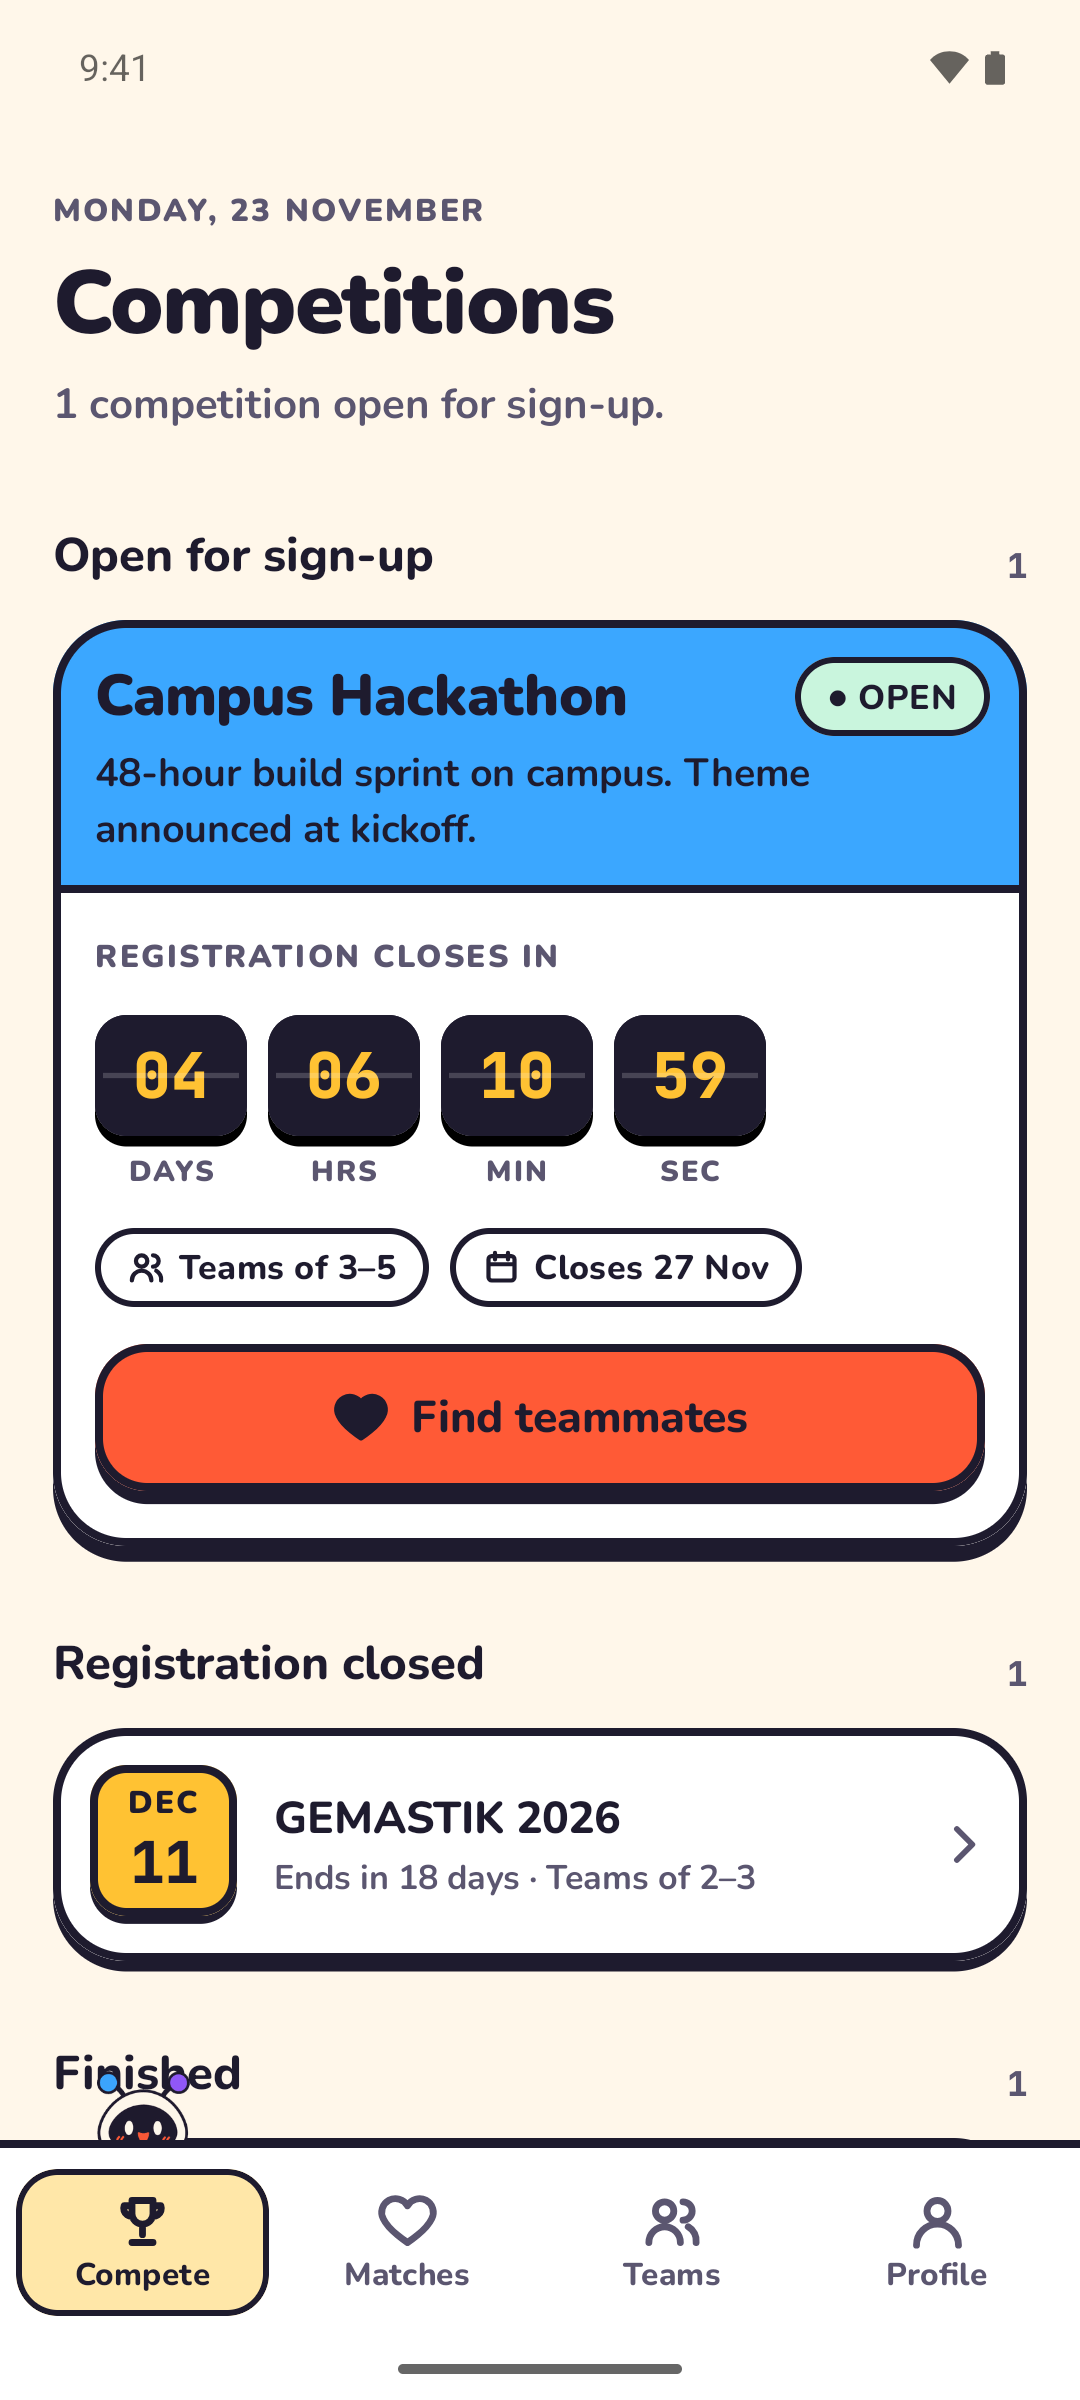 9:41
MONDAY, 23 NOVEMBER
Competitions
1 competition open for sign-up.
Open for sign-up
1
Campus Hackathon
OPEN
48-hour build sprint on campus. Theme
announced at kickoff.
REGISTRATION CLOSES IN
04 06 10 59
DAYS HRS MIN SEC
Teams of 3–5
Closes 27 Nov
Find teammates
Registration closed
1
DEC
11
GEMASTIK 2026
Ends in 18 days · Teams of 2–3
Finished
1
Compete
Matches
Teams
Profile